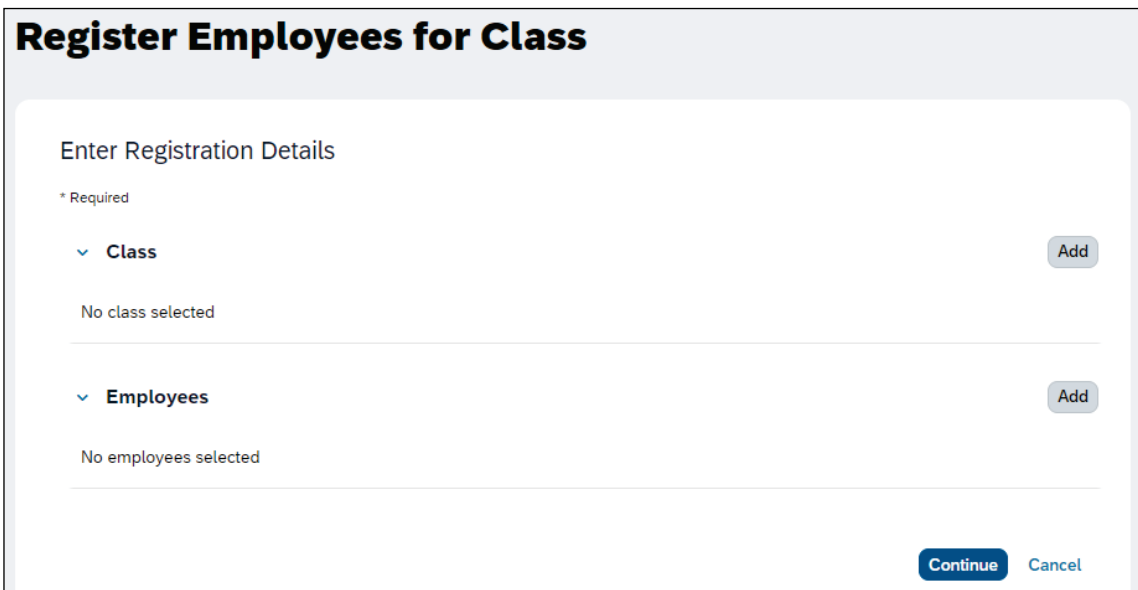 Register Employees for Class
Enter Registration Details
* Required
Class
Add
No class selected
Employees
Add
No employees selected
Continue
Cancel